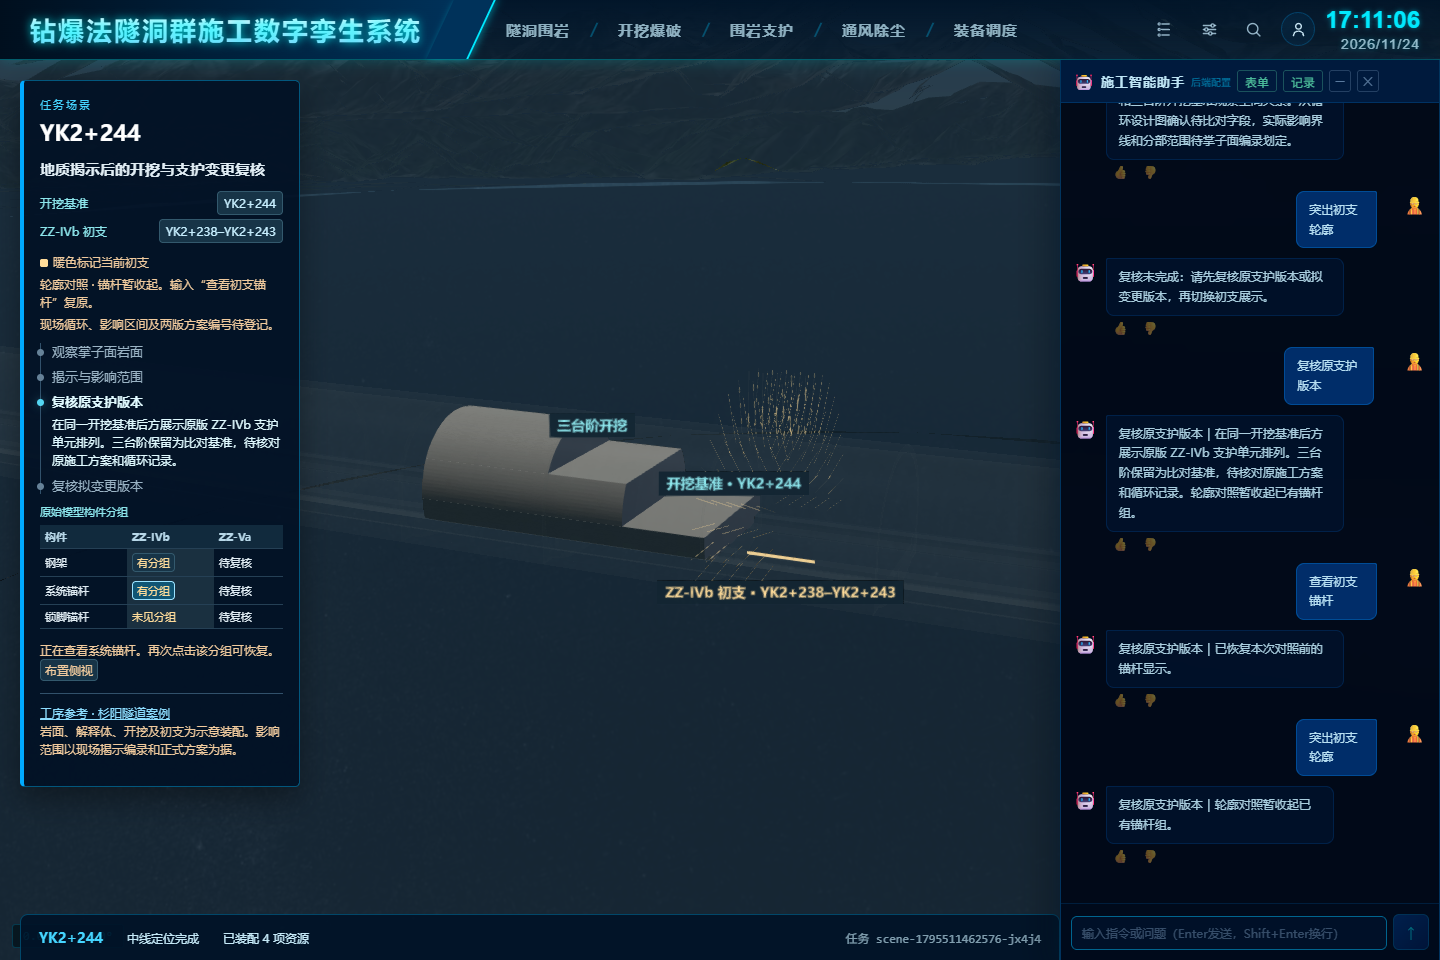 钻爆法隧洞群施工数字孪生系统
隧洞围岩 / 开挖爆破 / 围岩支护 / 通风除尘 / 装备调度
17:11:06
2026/11/24
任务场景
YK2+244
地质揭示后的开挖与支护变更复核
开挖基准 YK2+244
ZZ-IVb 初支 YK2+238—YK2+243
暖色标记当前初支
轮廓对照 · 锚杆暂收起。输入“查看初支锚
杆”复原。
现场循环、影响区间及两版方案编号待登记。
观察掌子面岩面
揭示与影响范围
复核原支护版本
在同一开挖基准后方展示原版 ZZ-IVb 支护
单元排列。三台阶保留为比对基准，待核对
原施工方案和循环记录。
复核拟变更版本
原始模型构件分组
构件 ZZ-IVb ZZ-Va
钢架 有分组 待复核
系统锚杆 有分组 待复核
锁脚锚杆 未见分组 待复核
正在查看系统锚杆。再次点击该分组可恢复。
布置侧视
工序参考 · 杉阳隧道案例
岩面、解释体、开挖及初支为示意装配。影响
范围以现场揭示编录和正式方案为据。
三台阶开挖
开挖基准 • YK2+244
ZZ-IVb 初支 • YK2+238—YK2+243
YK2+244 中线定位完成 已装配 4 项资源
任务 scene-1795511462576-jx4j4
施工智能助手 后端配置 表单 记录
环设计图确认待比对字段，实际影响界
线和分部范围待掌子面编录划定。
突出初支
轮廓
复核未完成：请先复核原支护版本或拟
变更版本，再切换初支展示。
复核原支护
版本
复核原支护版本 | 在同一开挖基准后方
展示原版 ZZ-IVb 支护单元排列。三台
阶保留为比对基准，待核对原施工方案
和循环记录。轮廓对照暂收起已有锚杆
组。
查看初支
锚杆
复核原支护版本 | 已恢复本次对照前的
锚杆显示。
突出初支
轮廓
复核原支护版本 | 轮廓对照暂收起已
有锚杆组。
输入指令或问题（Enter发送，Shift+Enter换行）